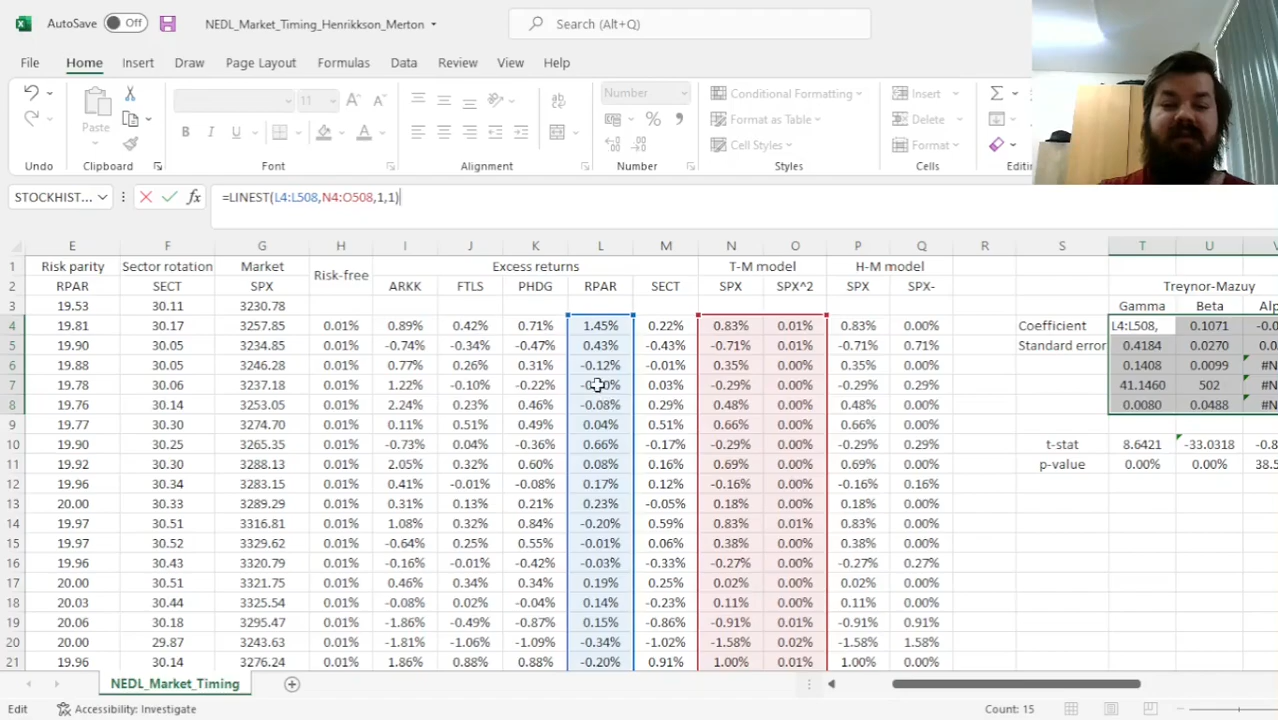 AutoSave Off NEDL_Market_Timing_Henrikkson_Merton Search (Alt+Q)
File Home Insert Draw Page Layout Formulas Data Review View Help
11 Number Conditional Formatting Insert
Paste Format as Table Delete
Cell Styles Format
Undo Clipboard Font Alignment Number Styles Cells
STOCKHIST... fx =LINEST(L4:L508,N4:O508,1,1)
E F G H I J K L M N O P Q R S T U
1 Risk parity Sector rotation Market Risk-free Excess returns T-M model H-M model
2 RPAR SECT SPX ARKK FTLS PHDG RPAR SECT SPX SPX^2 SPX SPX- Treynor-Mazuy
3 19.53 30.11 3230.78 Gamma Beta
4 19.81 30.17 3257.85 0.01% 0.89% 0.42% 0.71% 1.45% 0.22% 0.83% 0.01% 0.83% 0.00% Coefficient L4:L508, 0.1071
5 19.90 30.05 3234.85 0.01% -0.74% -0.34% -0.47% 0.43% -0.43% -0.71% 0.01% -0.71% 0.71% Standard error 0.4184 0.0270
6 19.88 30.05 3246.28 0.01% 0.77% 0.26% 0.31% -0.12% -0.01% 0.35% 0.00% 0.35% 0.00% 0.1408 0.0099
7 19.78 30.06 3237.18 0.01% 1.22% -0.10% -0.22% 0.03% -0.29% 0.00% -0.29% 0.29% 41.1460 502
8 19.76 30.14 3253.05 0.01% 2.24% 0.23% 0.46% -0.08% 0.29% 0.48% 0.00% 0.48% 0.00% 0.0080 0.0488
9 19.77 30.30 3274.70 0.01% 0.11% 0.51% 0.49% 0.04% 0.51% 0.66% 0.00% 0.66% 0.00%
10 19.90 30.25 3265.35 0.01% -0.73% 0.04% -0.36% 0.66% -0.17% -0.29% 0.00% -0.29% 0.29% t-stat 8.6421 -33.0318
11 19.92 30.30 3288.13 0.01% 2.05% 0.32% 0.60% 0.08% 0.16% 0.69% 0.00% 0.69% 0.00% p-value 0.00% 0.00%
12 19.96 30.34 3283.15 0.01% 0.41% -0.01% -0.08% 0.17% 0.12% -0.16% 0.00% -0.16% 0.16%
13 20.00 30.51 3289.29 0.01% 0.31% 0.13% 0.21% 0.23% -0.05% 0.18% 0.00% 0.18% 0.00%
14 19.97 30.51 3316.81 0.01% 1.08% 0.32% 0.84% -0.20% 0.59% 0.83% 0.01% 0.83% 0.00%
15 19.97 30.52 3329.62 0.01% -0.64% 0.25% 0.55% -0.01% 0.06% 0.38% 0.00% 0.38% 0.00%
16 19.96 30.43 3320.79 0.01% -0.16% -0.01% -0.42% -0.03% -0.33% -0.27% 0.00% -0.27% 0.27%
17 20.00 30.51 3321.75 0.01% 0.46% 0.34% 0.34% 0.19% 0.25% 0.02% 0.00% 0.02% 0.00%
18 20.03 30.44 3325.54 0.01% -0.08% 0.02% -0.04% 0.14% -0.23% 0.11% 0.00% 0.11% 0.00%
19 20.06 30.18 3295.47 0.01% -1.86% -0.49% -0.87% 0.15% -0.86% -0.91% 0.01% -0.91% 0.91%
20 20.00 29.87 3243.63 0.01% -1.81% -1.06% -1.09% -0.34% -1.02% -1.58% 0.02% -1.58% 1.58%
21 19.96 30.14 3276.24 0.01% 1.86% 0.88% 0.88% -0.20% 0.91% 1.00% 0.01% 1.00% 0.00%
NEDL_Market_Timing
Edit Accessibility: Investigate Count: 15